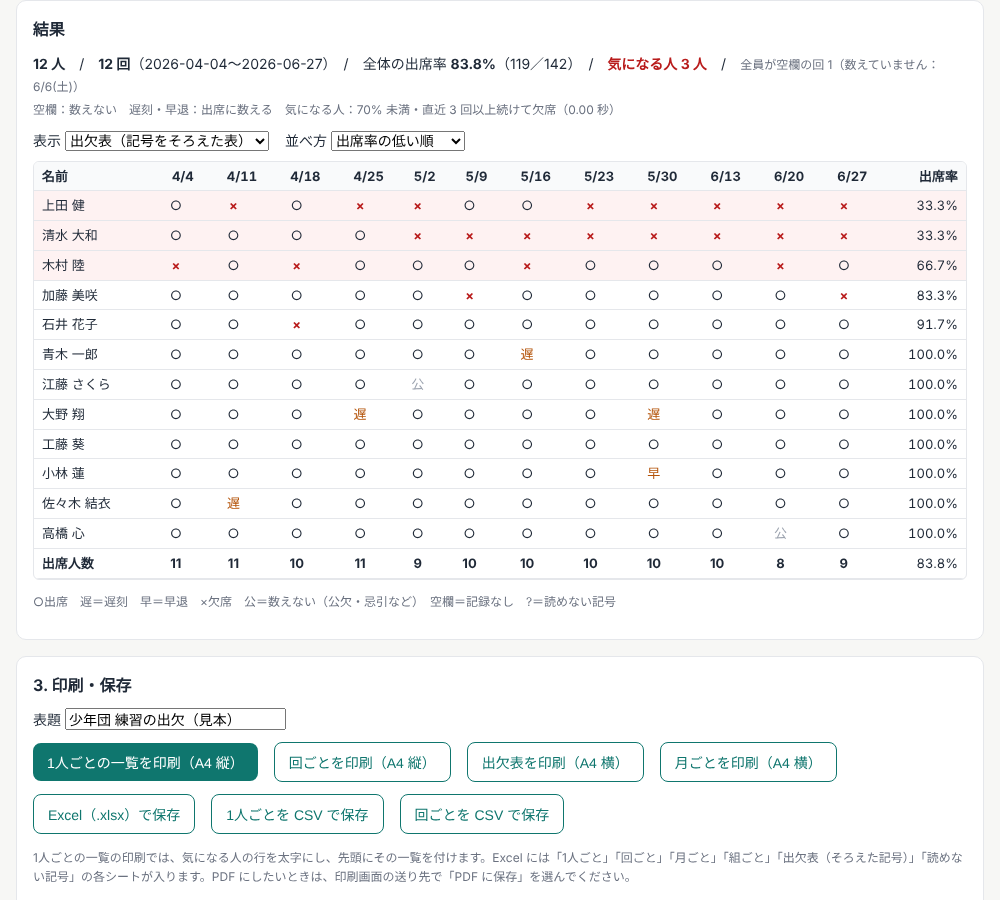 結果
12 人 / 12 回（2026-04-04〜2026-06-27） / 全体の出席率 83.8%（119／142） / 気になる人 3 人 / 全員が空欄の回 1（数えていません：
6/6(土)）
空欄：数えない 遅刻・早退：出席に数える 気になる人：70% 未満・直近 3 回以上続けて欠席（0.00 秒）
表示 出欠表（記号をそろえた表） 並べ方 出席率の低い順
名前 4/4 4/11 4/18 4/25 5/2 5/9 5/16 5/23 5/30 6/13 6/20 6/27 出席率
上田 健 ○ × ○ × × ○ ○ × × × × × 33.3%
清水 大和 ○ ○ ○ ○ × × × × × × × × 33.3%
木村 陸 × ○ × ○ ○ ○ × ○ ○ ○ × ○ 66.7%
加藤 美咲 ○ ○ ○ ○ ○ × ○ ○ ○ ○ ○ × 83.3%
石井 花子 ○ ○ × ○ ○ ○ ○ ○ ○ ○ ○ ○ 91.7%
青木 一郎 ○ ○ ○ ○ ○ ○ 遅 ○ ○ ○ ○ ○ 100.0%
江藤 さくら ○ ○ ○ ○ 公 ○ ○ ○ ○ ○ ○ ○ 100.0%
大野 翔 ○ ○ ○ 遅 ○ ○ ○ ○ 遅 ○ ○ ○ 100.0%
工藤 葵 ○ ○ ○ ○ ○ ○ ○ ○ ○ ○ ○ ○ 100.0%
小林 蓮 ○ ○ ○ ○ ○ ○ ○ ○ 早 ○ ○ ○ 100.0%
佐々木 結衣 ○ 遅 ○ ○ ○ ○ ○ ○ ○ ○ ○ ○ 100.0%
高橋 心 ○ ○ ○ ○ ○ ○ ○ ○ ○ ○ 公 ○ 100.0%
出席人数 11 11 10 11 9 10 10 10 10 10 8 9 83.8%
○出席 遅＝遅刻 早＝早退 ×欠席 公＝数えない（公欠・忌引など） 空欄＝記録なし ?＝読めない記号
3. 印刷・保存
表題 少年団 練習の出欠（見本）
1人ごとの一覧を印刷（A4 縦） 回ごとを印刷（A4 縦） 出欠表を印刷（A4 横） 月ごとを印刷（A4 横）
Excel（.xlsx）で保存 1人ごとを CSV で保存 回ごとを CSV で保存
1人ごとの一覧の印刷では、気になる人の行を太字にし、先頭にその一覧を付けます。Excel には「1人ごと」「回ごと」「月ごと」「組ごと」「出欠表（そろえた記号）」「読めな
い記号」の各シートが入ります。PDF にしたいときは、印刷画面の送り先で「PDF に保存」を選んでください。